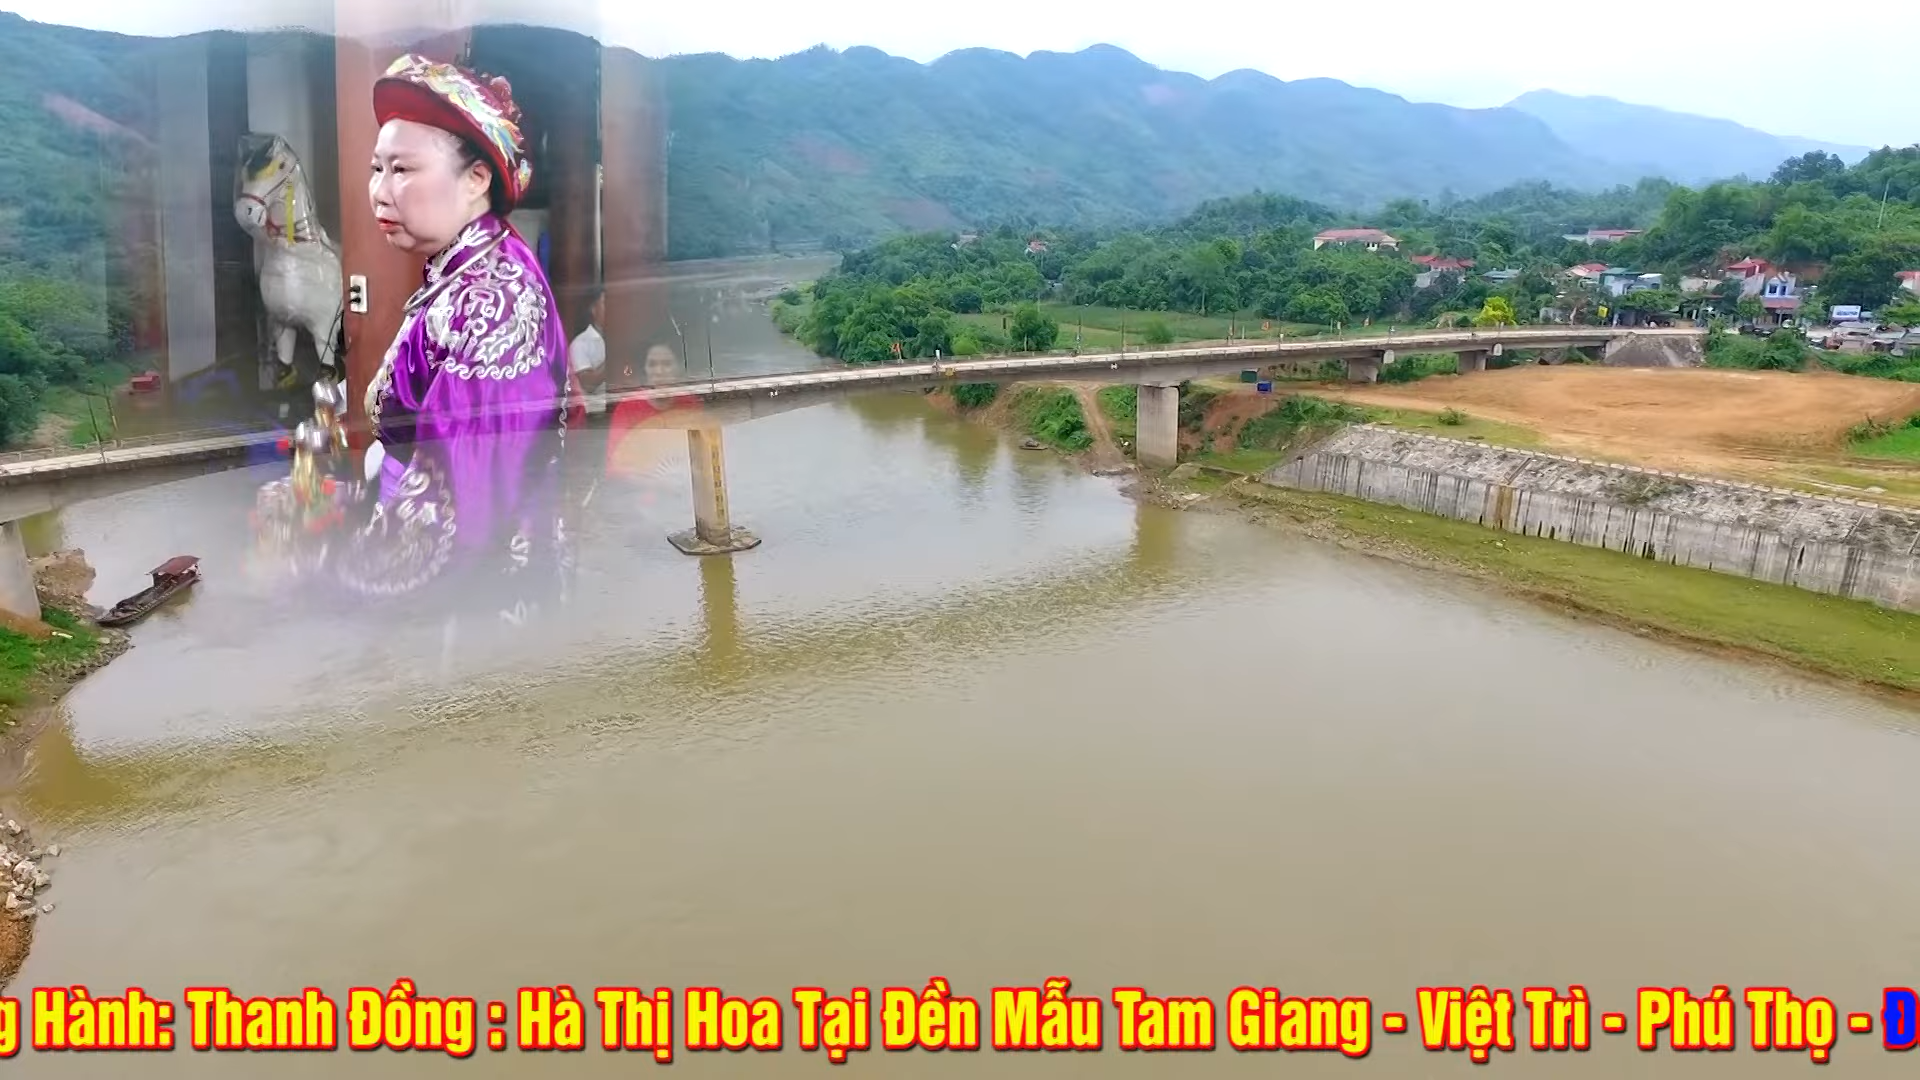 Hành: Thanh Đồng : Hà Thị Hoa Tại Đền Mẫu Tam Giang - Việt Trì - Phú Thọ -